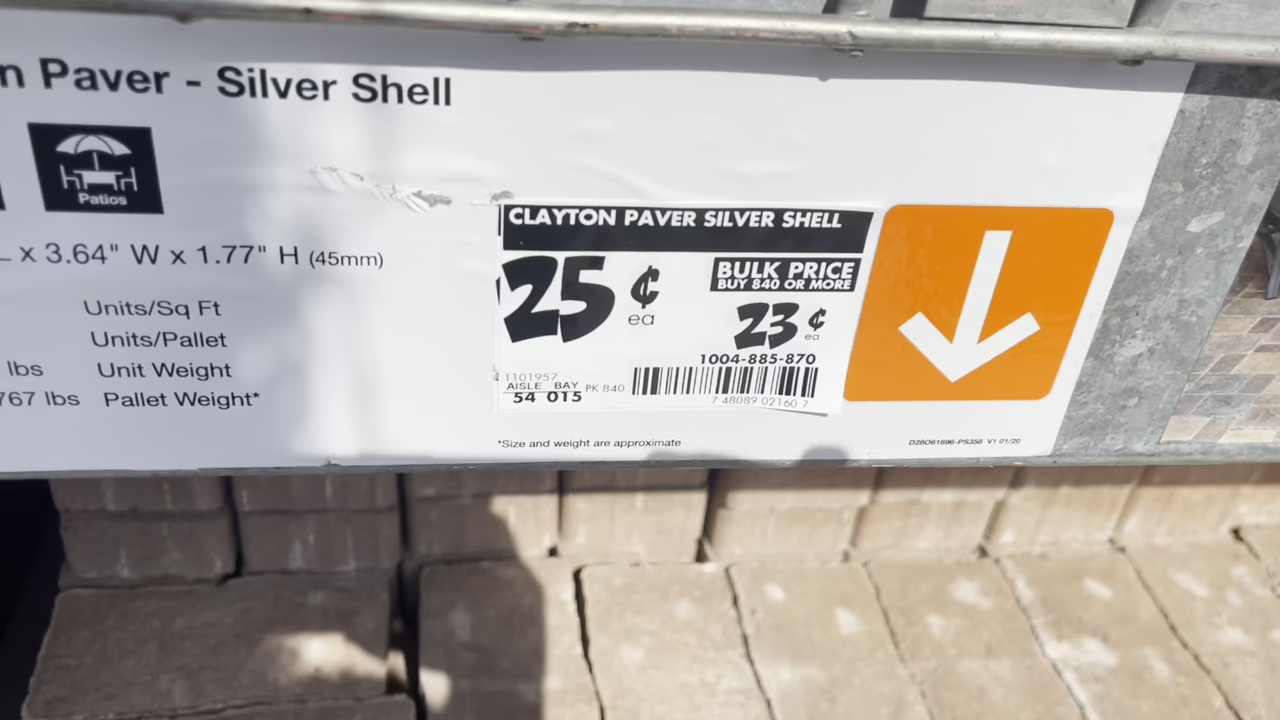 n Paver - Silver Shell
Patios
x 3.64" W x 1.77" H (45mm)
Units/Sq Ft
Units/Pallet
lbs Unit Weight
767 lbs Pallet Weight*
CLAYTON PAVER SILVER SHELL
25¢ ea
BULK PRICE
BUY 840 OR MORE
23¢ ea
1004-885-870
1101957
AISLE BAY PK 840
54 015
7 48089 02160 7
*Size and weight are approximate
D28O61696-PS358 V1 01/20